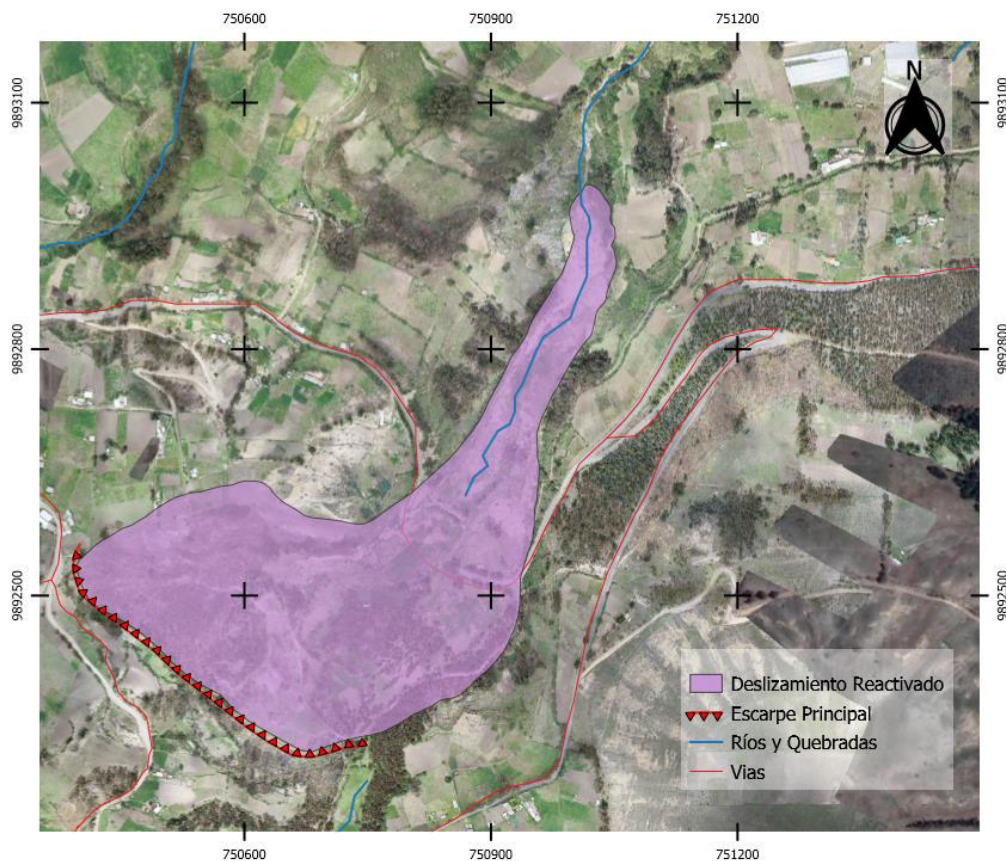 750600 750900 751200
N
9893100 9893100
9892800 9892800
9892500 9892500
Deslizamiento Reactivado
Escarpe Principal
Ríos y Quebradas
Vias
750600 750900 751200